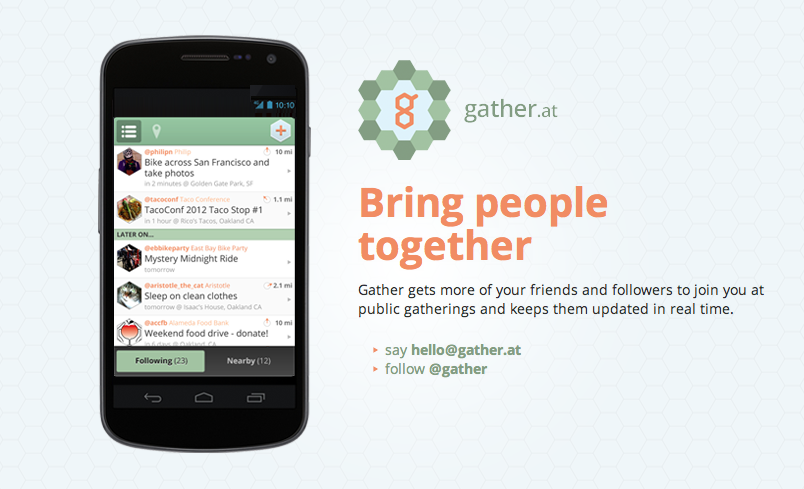 10:10
@philipn Philip 10 mi
Bike across San Francisco and
take photos
in 2 minutes @ Golden Gate Park, SF
@tacoconf Taco Conference 1.1 mi
TacoConf 2012 Taco Stop #1
in 1 hour @ Rico's Tacos, Oakland CA
LATER ON...
@ebbikeparty East Bay Bike Party
Mystery Midnight Ride
tomorrow
@aristotle_the_cat Aristotle 2.1 mi
Sleep on clean clothes
tomorrow @ Isaac's House, Oakland CA
@accfb Alameda Food Bank 10 mi
Weekend food drive - donate!
in 6 days @ Oakland, CA
Following (23) Nearby (12)
g
gather.at
Bring people
together
Gather gets more of your friends and followers to join you at
public gatherings and keeps them updated in real time.
say hello@gather.at
follow @gather